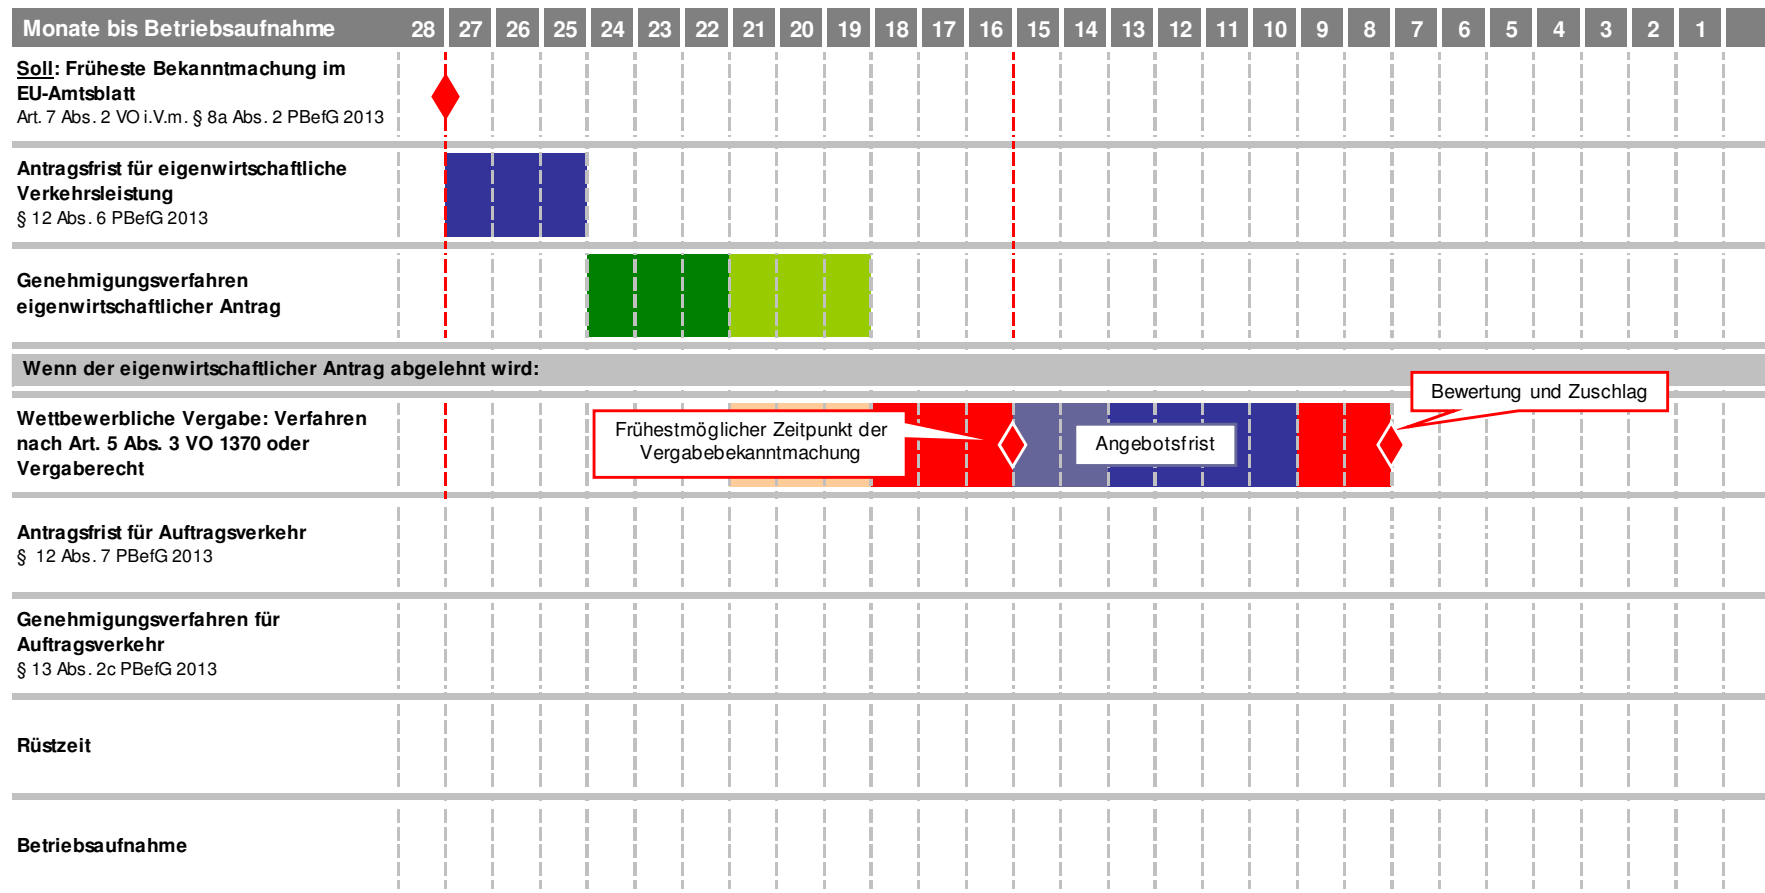 Monate bis Betriebsaufnahme 28 27 26 25 24 23 22 21 20 19 18 17 16 15 14 13 12 11 10 9 8 7 6 5 4 3 2 1
Soll: Früheste Bekanntmachung im
EU-Amtsblatt
Art. 7 Abs. 2 VO i.V.m. § 8a Abs. 2 PBefG 2013
Antragsfrist für eigenwirtschaftliche
Verkehrsleistung
§ 12 Abs. 6 PBefG 2013
Genehmigungsverfahren
eigenwirtschaftlicher Antrag
Wenn der eigenwirtschaftlicher Antrag abgelehnt wird:
Bewertung und Zuschlag
Wettbewerbliche Vergabe: Verfahren
nach Art. 5 Abs. 3 VO 1370 oder
Vergaberecht
Frühestmöglicher Zeitpunkt der
Vergabebekanntmachung
Angebotsfrist
Antragsfrist für Auftragsverkehr
§ 12 Abs. 7 PBefG 2013
Genehmigungsverfahren für
Auftragsverkehr
§ 13 Abs. 2c PBefG 2013
Rüstzeit
Betriebsaufnahme